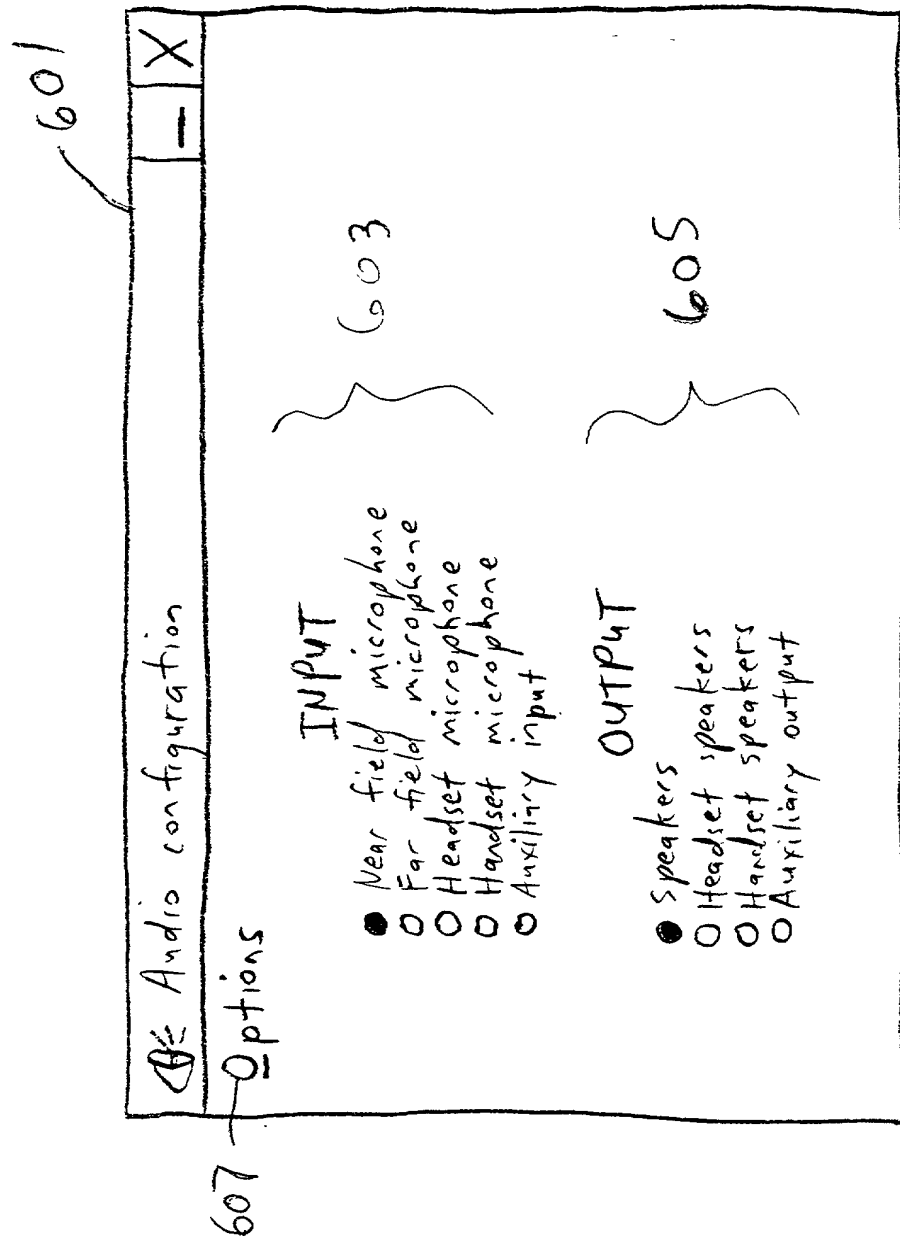 601
Audio configuration
– X
607
Options
INPUT
Near field microphone
Far field microphone
Headset microphone
Handset microphone
Auxiliary input
603
OUTPUT
Speakers
Headset speakers
Handset speakers
Auxiliary output
605